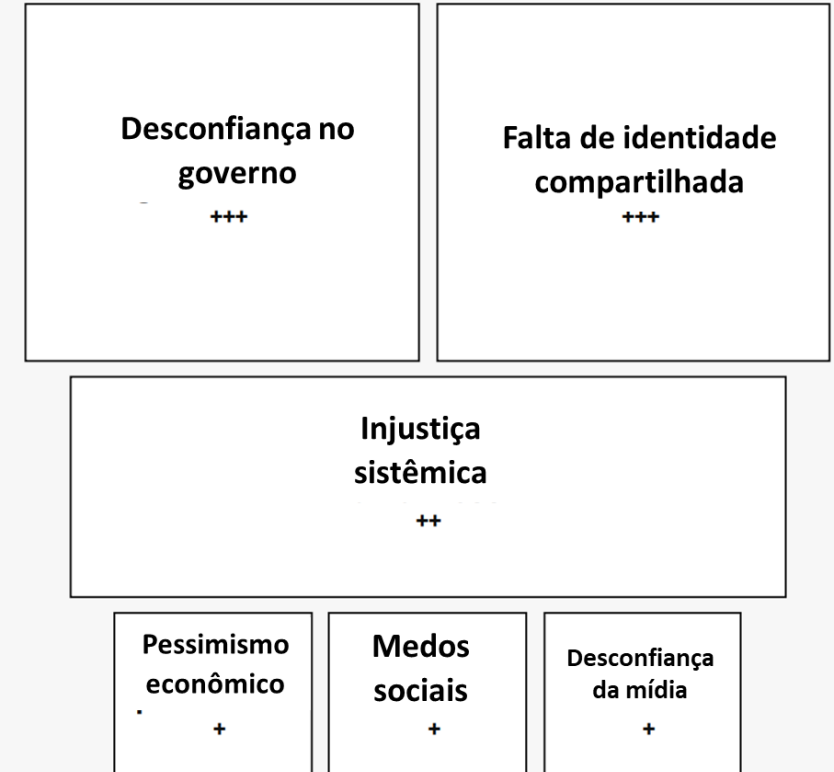 Desconfiança no
governo
+++
Falta de identidade
compartilhada
+++
Injustiça
sistêmica
++
Pessimismo
econômico
+
Medos
sociais
+
Desconfiança
da mídia
+